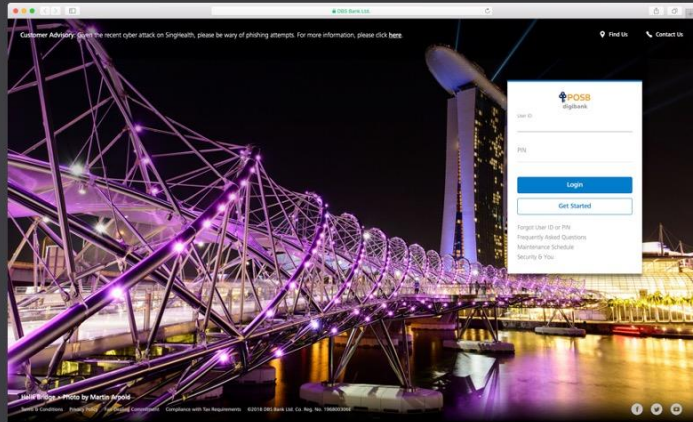 DBS Bank Ltd.
Customer Advisory: Given the recent cyber attack on SingHealth, please be wary of phishing attempts. For more information, please click here.
Find Us
Contact Us
POSB
digibank
User ID
PIN
Login
Get Started
Forgot User ID or PIN
Frequently Asked Questions
Maintenance Schedule
Security & You
Helix Bridge • Photo by Martin Arnold
Terms & Conditions Privacy Policy Fair Dealing Commitment Compliance with Tax Requirements ©2018 DBS Bank Ltd. Co. Reg. No. 196800306E